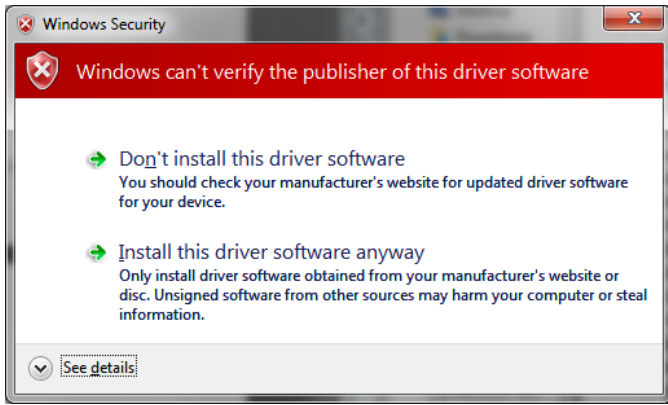 Windows Security
Windows can't verify the publisher of this driver software
Don't install this driver software
You should check your manufacturer's website for updated driver software
for your device.
Install this driver software anyway
Only install driver software obtained from your manufacturer's website or
disc. Unsigned software from other sources may harm your computer or steal
information.
See details